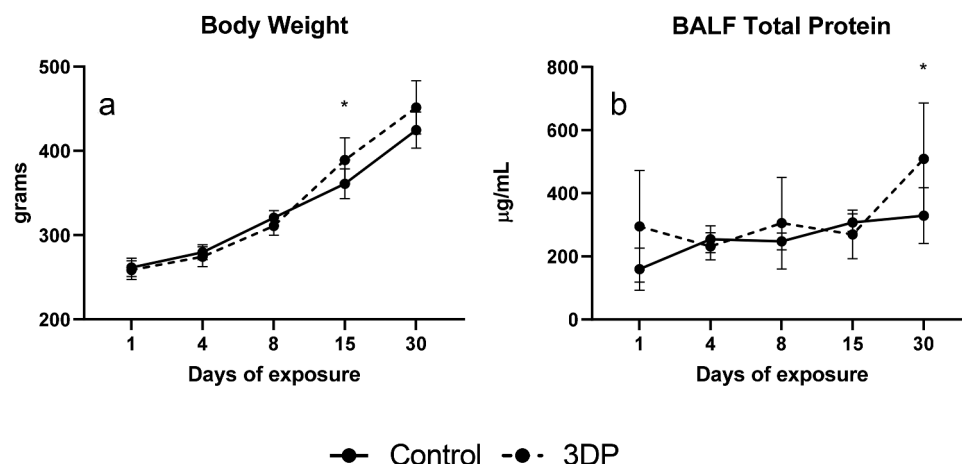 Body Weight
500
400
300
200
grams
a
*
1 4 8 15 30
Days of exposure
BALF Total Protein
800
600
400
200
0
µg/mL
b
*
1 4 8 15 30
Days of exposure
Control 3DP